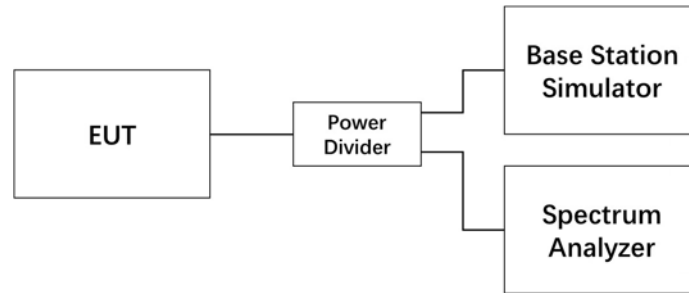 EUT
Power
Divider
Base Station
Simulator
Spectrum
Analyzer